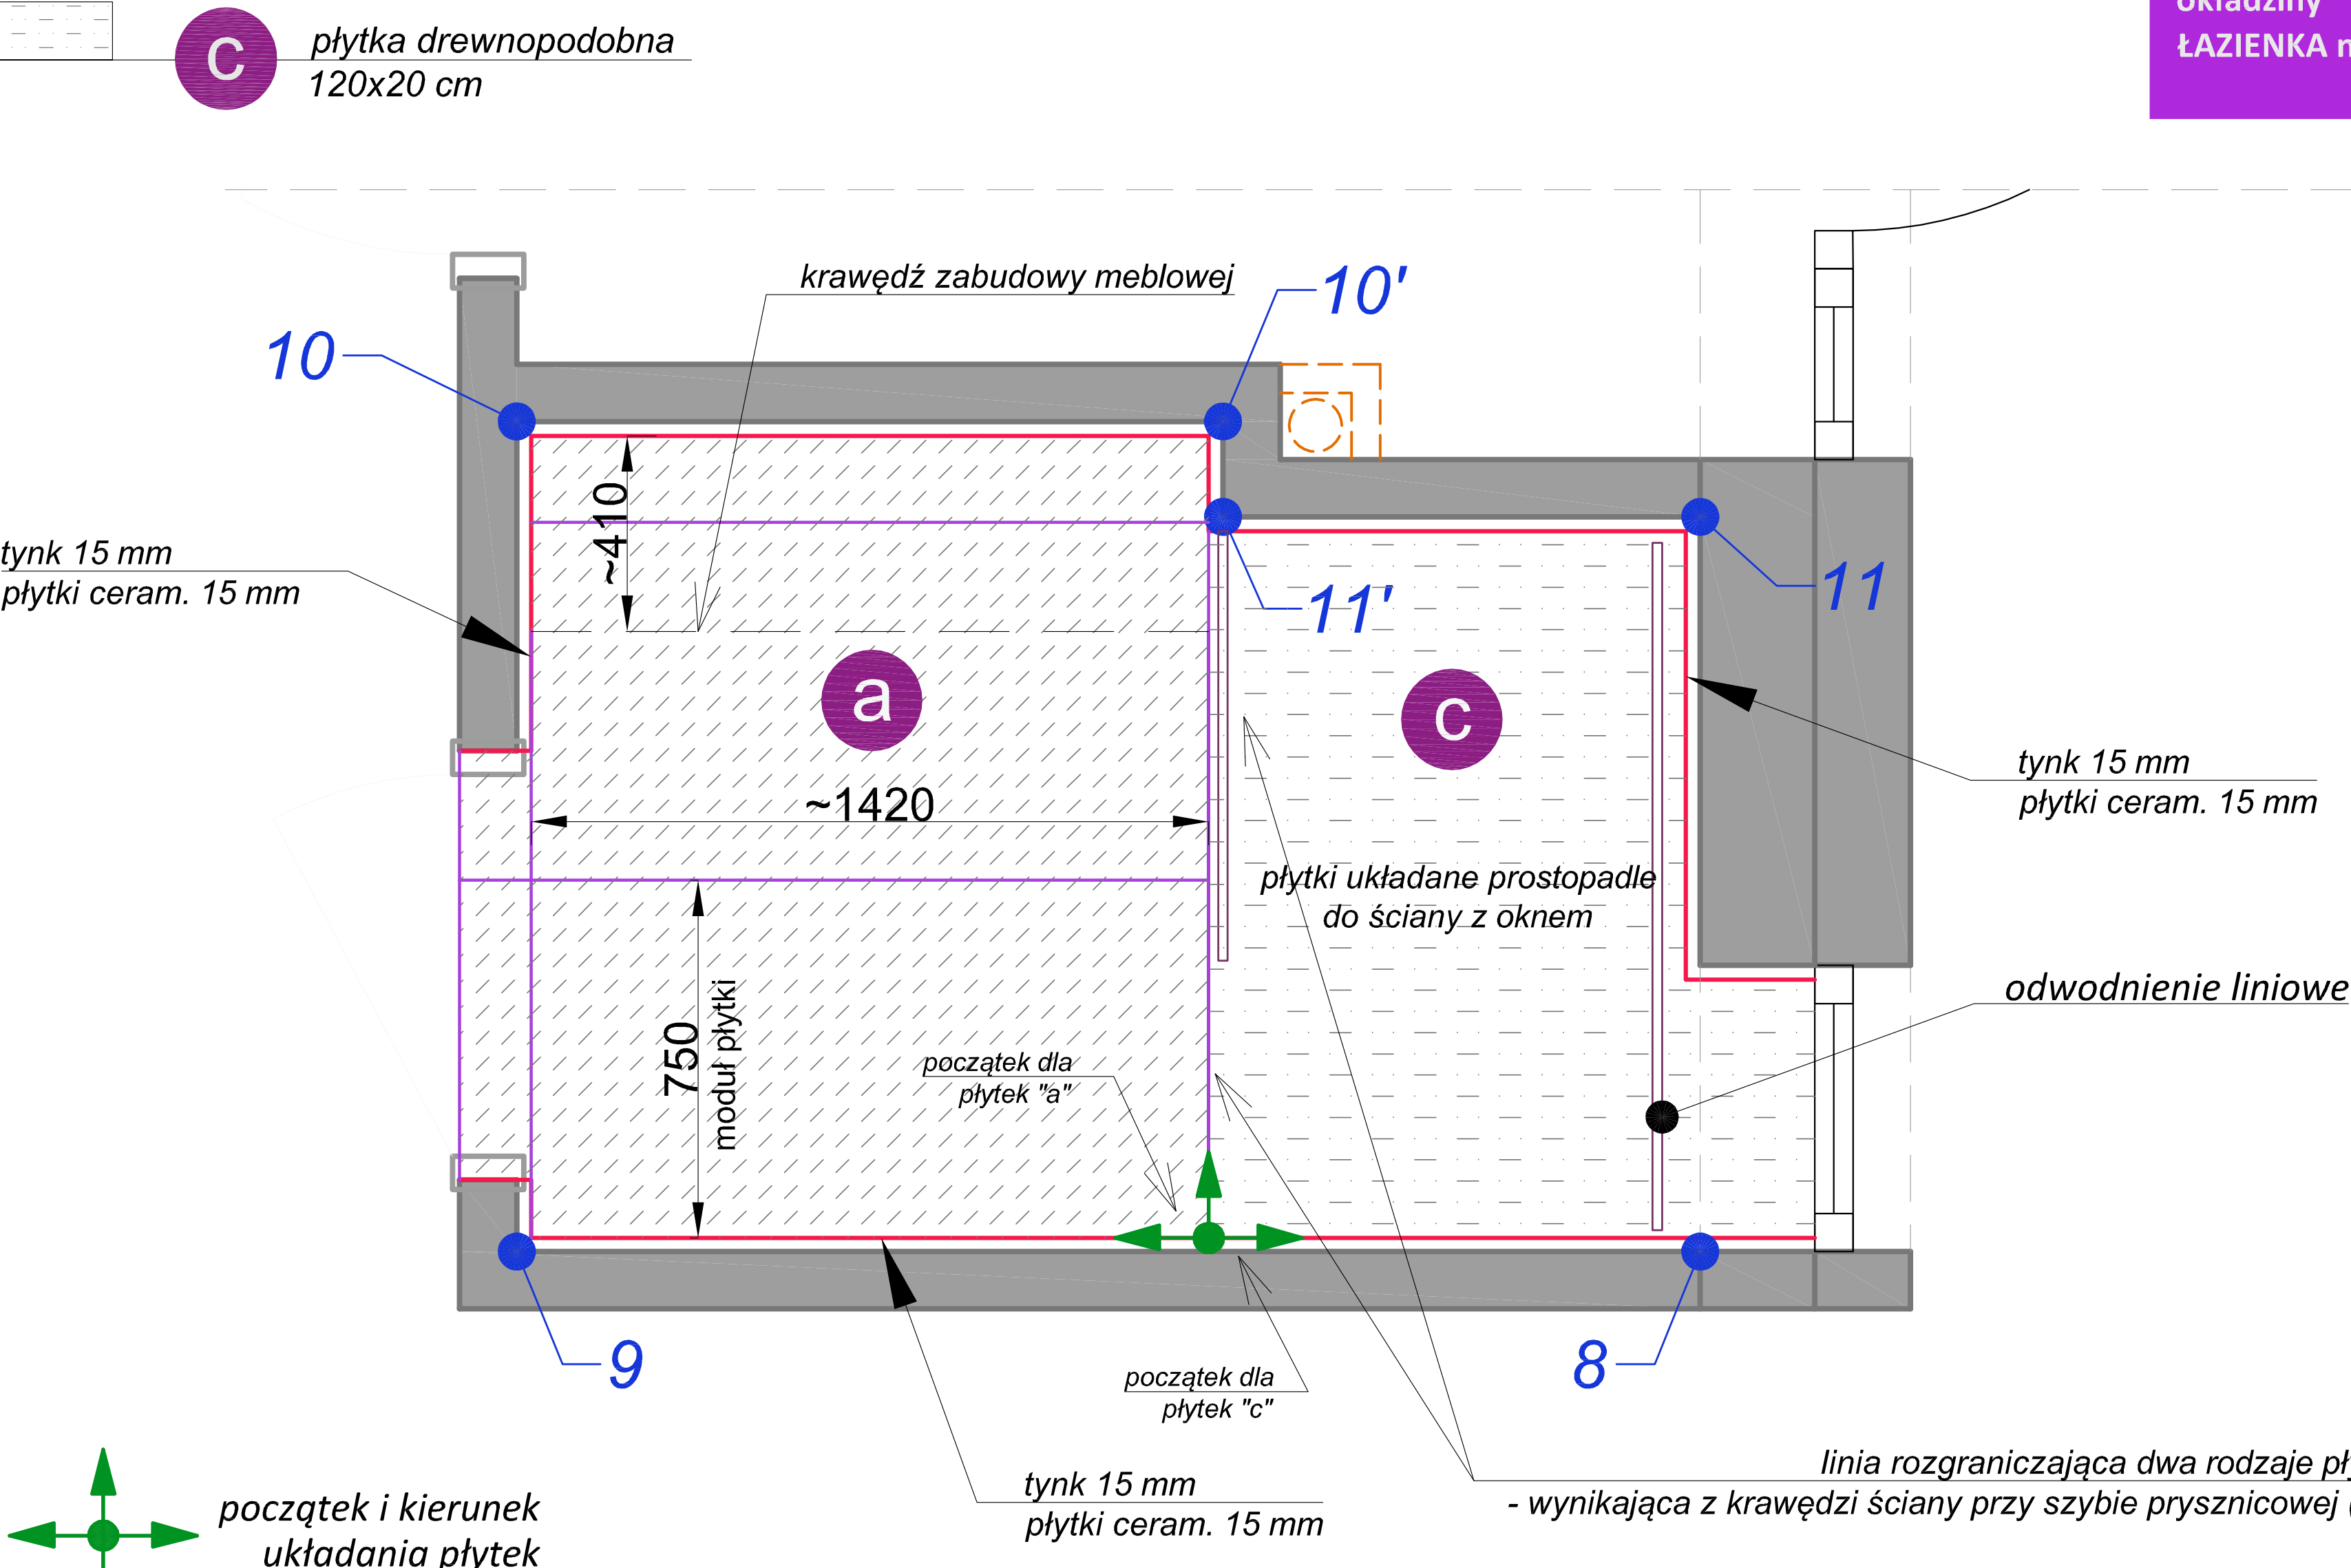 c
płytka drewnopodobna
120x20 cm
okładziny
ŁAZIENKA
krawędź zabudowy meblowej
10'
10
~410
tynk 15 mm
płytki ceram. 15 mm
11'
11
a
c
tynk 15 mm
płytki ceram. 15 mm
~1420
płytki układane prostopadle
do ściany z oknem
odwodnienie liniowe
750
moduł płytki
początek dla
płytek "a"
9
8
początek dla
płytek "c"
tynk 15 mm
płytki ceram. 15 mm
linia rozgraniczająca dwa rodzaje
- wynikająca z krawędzi ściany przy szybie prysznicowej
początek i kierunek
układania płytek